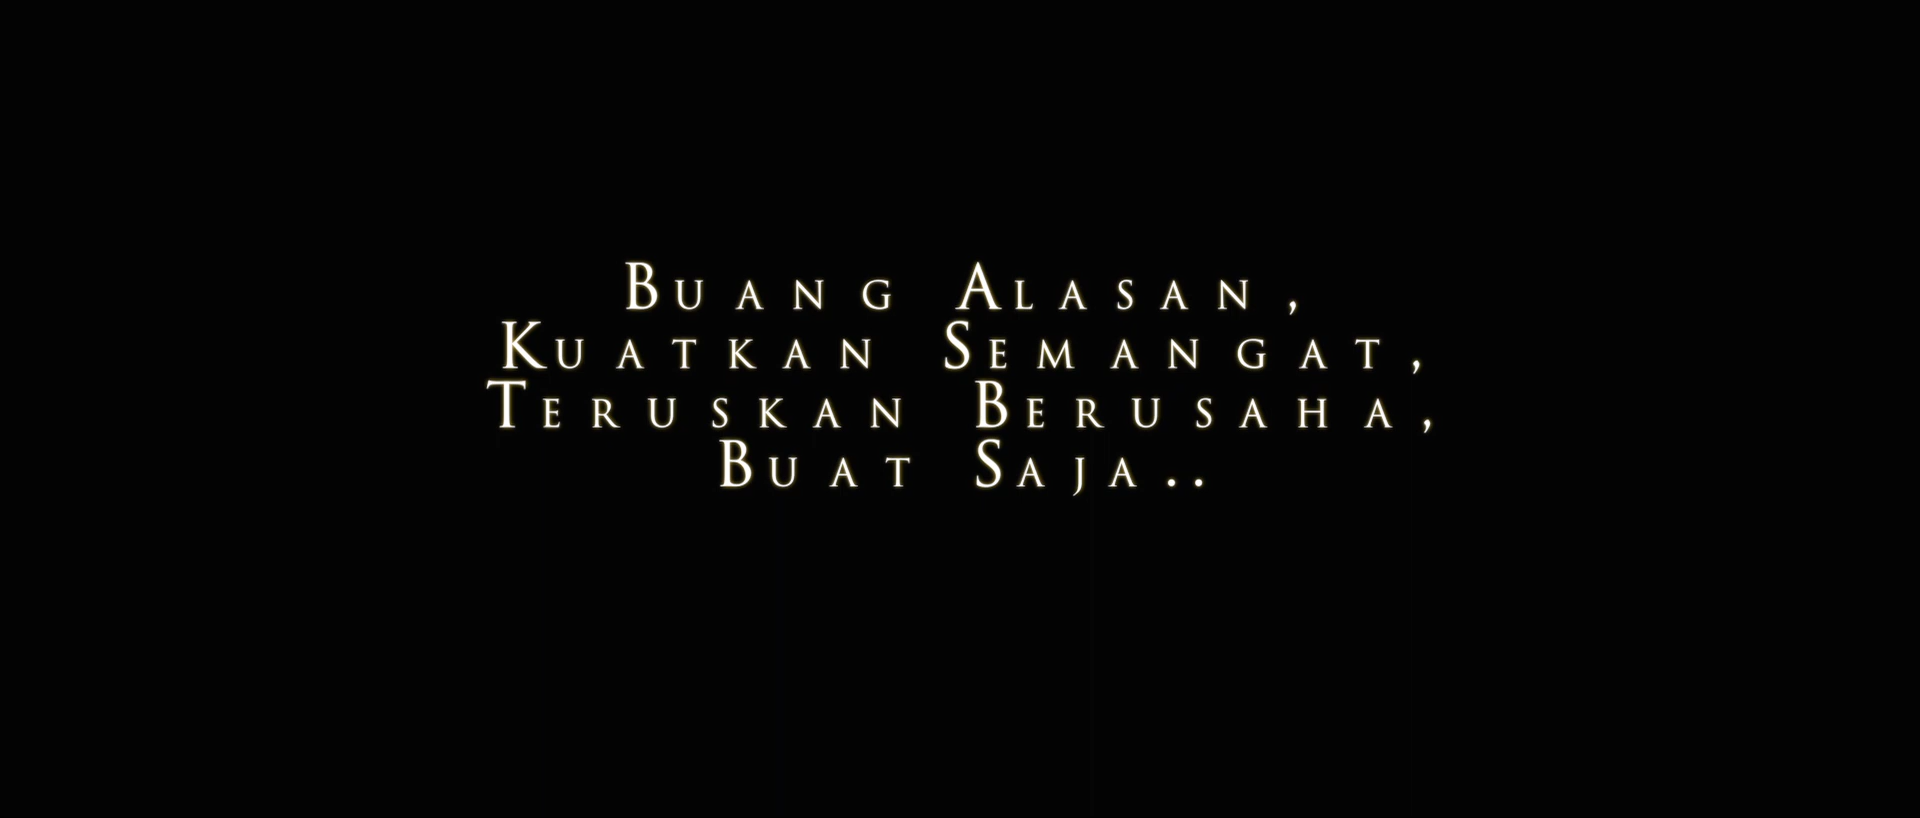 Buang Alasan,
Kuatkan Semangat,
Teruskan Berusaha,
Buat Saja..